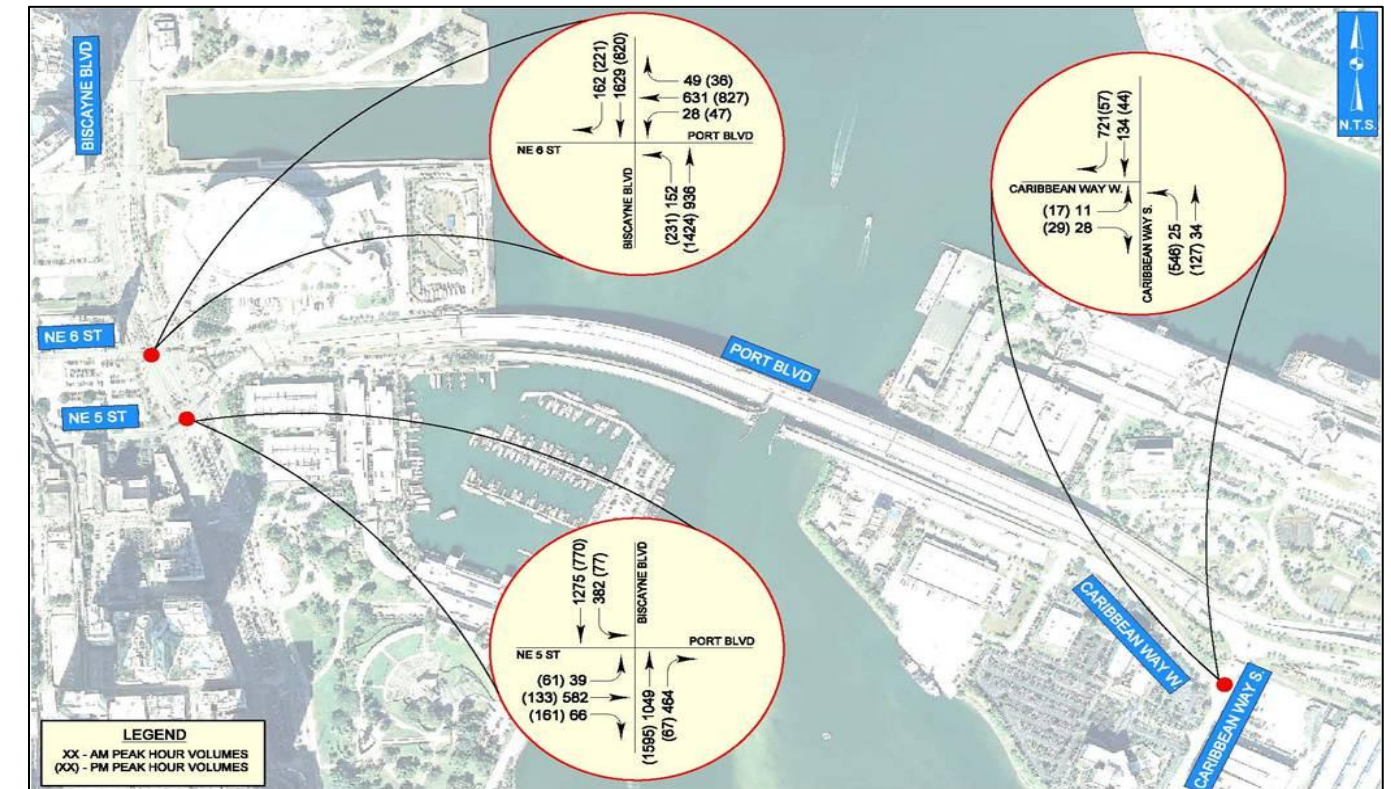 BISCAYNE BLVD
162 (221)
1629 (820)
49 (36)
631 (827)
28 (47)
PORT BLVD
NE 6 ST
BISCAYNE BLVD
(231) 152
(1424) 936
721(57)
134 (44)
CARIBBEAN WAY W.
(17) 11
(29) 28
CARIBBEAN WAY S.
(546) 25
(127) 34
N.T.S.
NE 6 ST
NE 5 ST
PORT BLVD
1275 (770)
382 (77)
BISCAYNE BLVD
PORT BLVD
NE 5 ST
(61) 39
(133) 582
(161) 66
(1595) 1049
(67) 464
CARIBBEAN WAY W
CARIBBEAN WAY S.
LEGEND
XX - AM PEAK HOUR VOLUMES
(XX) - PM PEAK HOUR VOLUMES